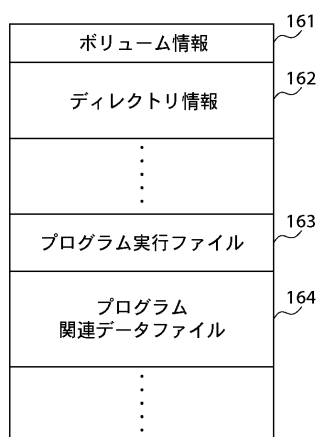 161
ボリューム情報
162
ディレクトリ情報
163
プログラム実行ファイル
164
プログラム
関連データファイル